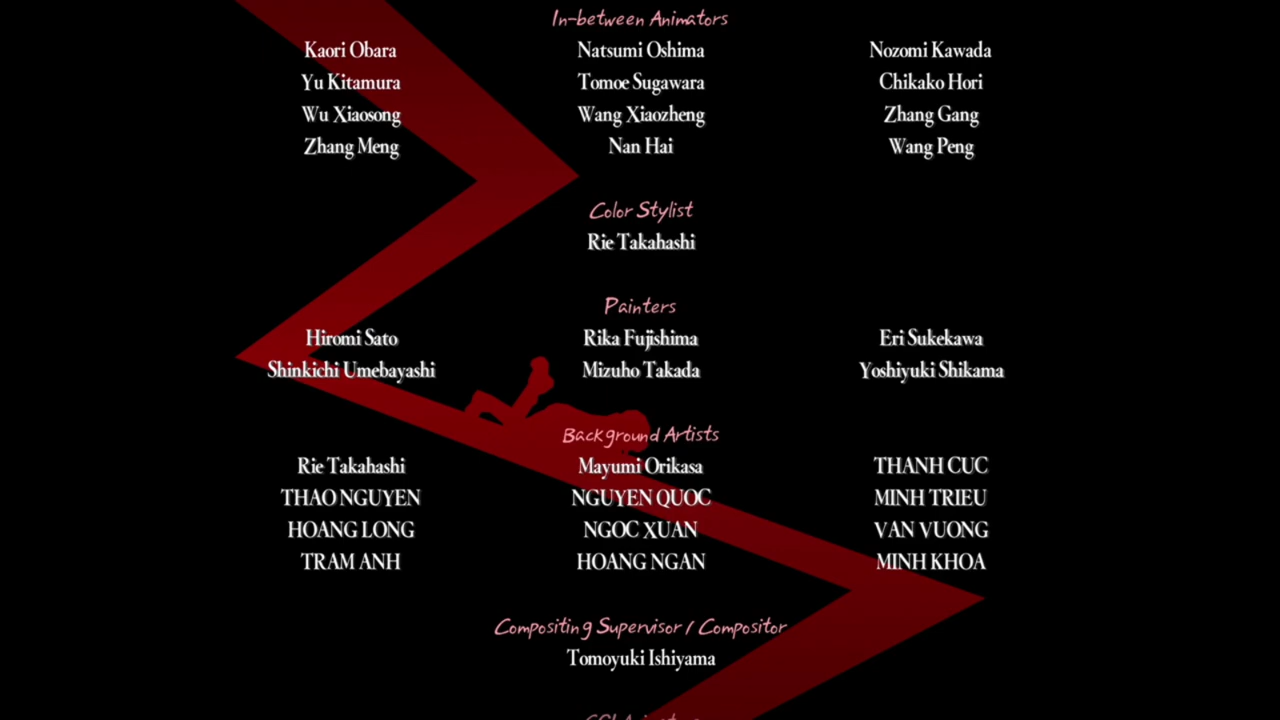 In-between Animators
Kaori Obara Natsumi Oshima Nozomi Kawada
Yu Kitamura Tomoe Sugawara Chikako Hori
Wu Xiaosong Wang Xiaozheng Zhang Gang
Zhang Meng Nan Hai Wang Peng
Color Stylist
Rie Takahashi
Painters
Hiromi Sato Rika Fujishima Eri Sukekawa
Shinkichi Umebayashi Mizuho Takada Yoshiyuki Shikama
Background Artists
Rie Takahashi Mayumi Orikasa THANH CUC
THAO NGUYEN NGUYEN QUOC MINH TRIEU
HOANG LONG NGOC XUAN VAN VUONG
TRAM ANH HOANG NGAN MINH KHOA
Compositing Supervisor / Compositor
Tomoyuki Ishiyama